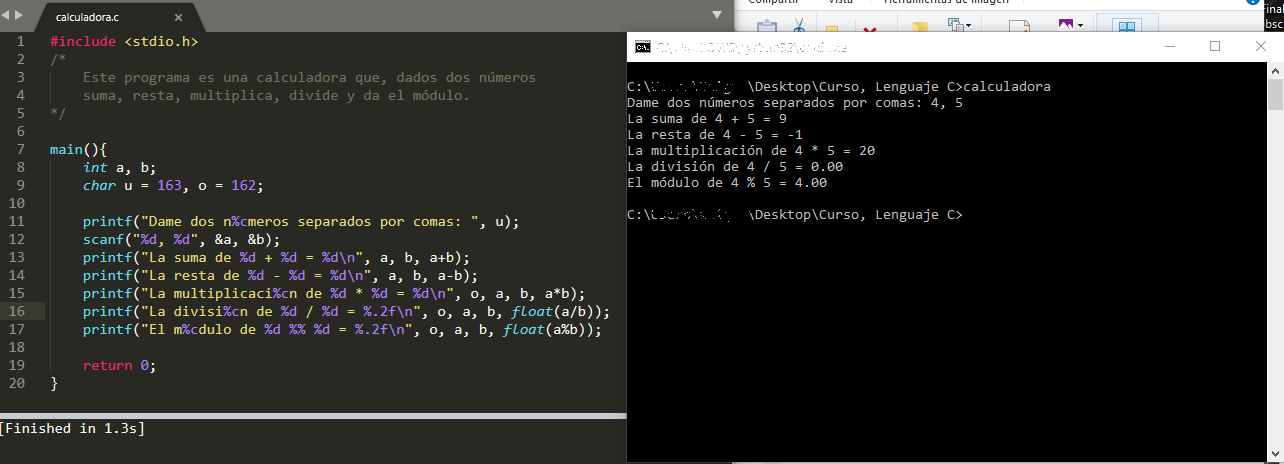 calculadora.c
Compartir Vista Herramientas de imagen
1 #include <stdio.h>
2 /*
3     Este programa es una calculadora que, dados dos números
4     suma, resta, multiplica, divide y da el módulo.
5 */
6
7 main(){
8     int a, b;
9     char u = 163, o = 162;
10
11     printf("Dame dos n%cmeros separados por comas: ", u);
12     scanf("%d, %d", &a, &b);
13     printf("La suma de %d + %d = %d\n", a, b, a+b);
14     printf("La resta de %d - %d = %d\n", a, b, a-b);
15     printf("La multiplicaci%cn de %d * %d = %d\n", o, a, b, a*b);
16     printf("La divisi%cn de %d / %d = %.2f\n", o, a, b, float(a/b));
17     printf("El m%cdulo de %d %% %d = %.2f\n", o, a, b, float(a%b));
18
19     return 0;
20 }
[Finished in 1.3s]
C:\ \Desktop\Curso, Lenguaje C>calculadora
Dame dos números separados por comas: 4, 5
La suma de 4 + 5 = 9
La resta de 4 - 5 = -1
La multiplicación de 4 * 5 = 20
La división de 4 / 5 = 0.00
El módulo de 4 % 5 = 4.00
C:\ \Desktop\Curso, Lenguaje C>